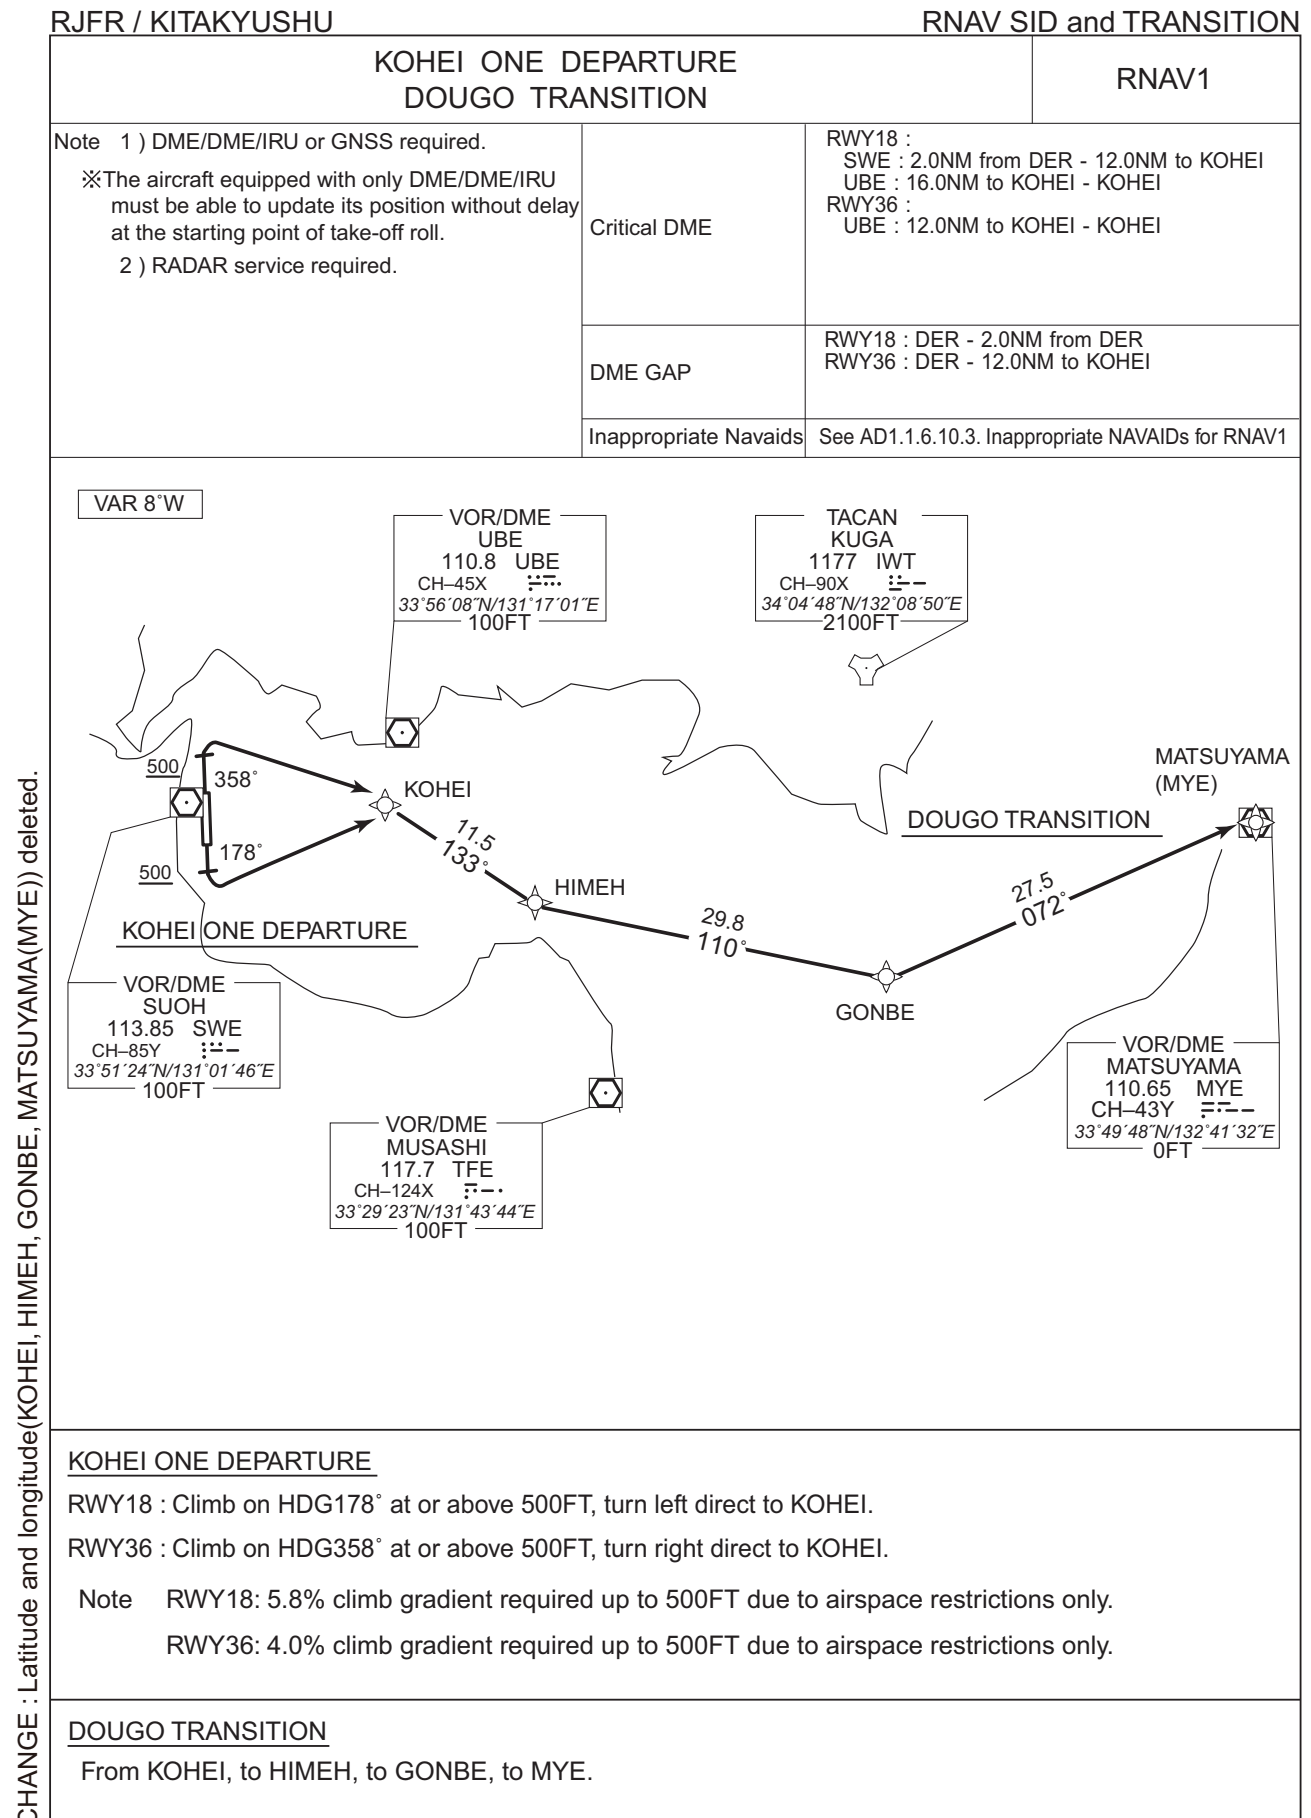 RJFR / KITAKYUSHU
RNAV SID and TRANSITION
KOHEI ONE DEPARTURE
DOUGO TRANSITION
RNAV1
Note 1 ) DME/DME/IRU or GNSS required.
※The aircraft equipped with only DME/DME/IRU
must be able to update its position without delay
at the starting point of take-off roll.
2 ) RADAR service required.
Critical DME
RWY18 :
SWE : 2.0NM from DER - 12.0NM to KOHEI
UBE : 16.0NM to KOHEI - KOHEI
RWY36 :
UBE : 12.0NM to KOHEI - KOHEI
DME GAP
RWY18 : DER - 2.0NM from DER
RWY36 : DER - 12.0NM to KOHEI
Inappropriate Navaids
See AD1.1.6.10.3. Inappropriate NAVAIDs for RNAV1
VAR 8˚W
VOR/DME
UBE
110.8 UBE
CH–45X
33˚56´08˝N/131˚17´01˝E
100FT
TACAN
KUGA
1177 IWT
CH–90X
34˚04´48˝N/132˚08´50˝E
2100FT
500
358˚
KOHEI
178˚
500
11.5
133˚
HIMEH
KOHEI ONE DEPARTURE
29.8
110˚
GONBE
DOUGO TRANSITION
27.5
072˚
MATSUYAMA
(MYE)
VOR/DME
SUOH
113.85 SWE
CH–85Y
33˚51´24˝N/131˚01´46˝E
100FT
VOR/DME
MUSASHI
117.7 TFE
CH–124X
33˚29´23˝N/131˚43´44˝E
100FT
VOR/DME
MATSUYAMA
110.65 MYE
CH–43Y
33˚49´48˝N/132˚41´32˝E
0FT
KOHEI ONE DEPARTURE
RWY18 : Climb on HDG178˚ at or above 500FT, turn left direct to KOHEI.
RWY36 : Climb on HDG358˚ at or above 500FT, turn right direct to KOHEI.
Note RWY18: 5.8% climb gradient required up to 500FT due to airspace restrictions only.
RWY36: 4.0% climb gradient required up to 500FT due to airspace restrictions only.
DOUGO TRANSITION
From KOHEI, to HIMEH, to GONBE, to MYE.
CHANGE : Latitude and longitude(KOHEI, HIMEH, GONBE, MATSUYAMA(MYE)) deleted.